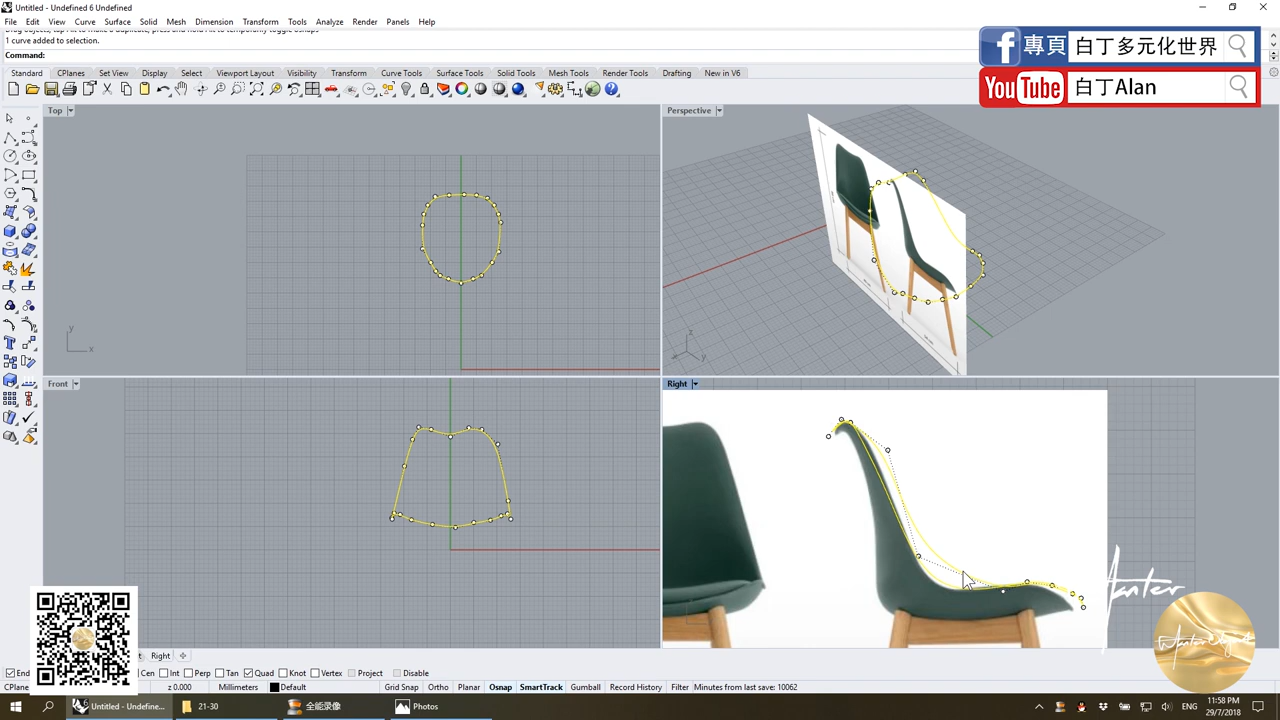 Untitled - Undefined 6 Undefined
File Edit View Curve Surface Solid Mesh Dimension Transform Tools Analyze Render Panels Help
1 curve added to selection.
Command:
專頁 白丁多元化世界
YouTube 白丁Alan
Standard CPlanes Set View Display Select Viewport Layout Visibility Transform Curve Tools Surface Tools Solid Tools Mesh Tools Render Tools Drafting New in V6
Top
Perspective
y
x
z
x y
Front
Right
Right
End Cen Int Perp Tan Quad Knot Vertex Project Disable
CPlane z 0.000 Millimeters Default Grid Snap Ortho Planar Osnap SmartTrack Gumball Record History Filter Minutes from last save: 10062
Untitled - Undefine... 21-30 全能录像 Photos
ENG 11:58 PM
29/7/2018